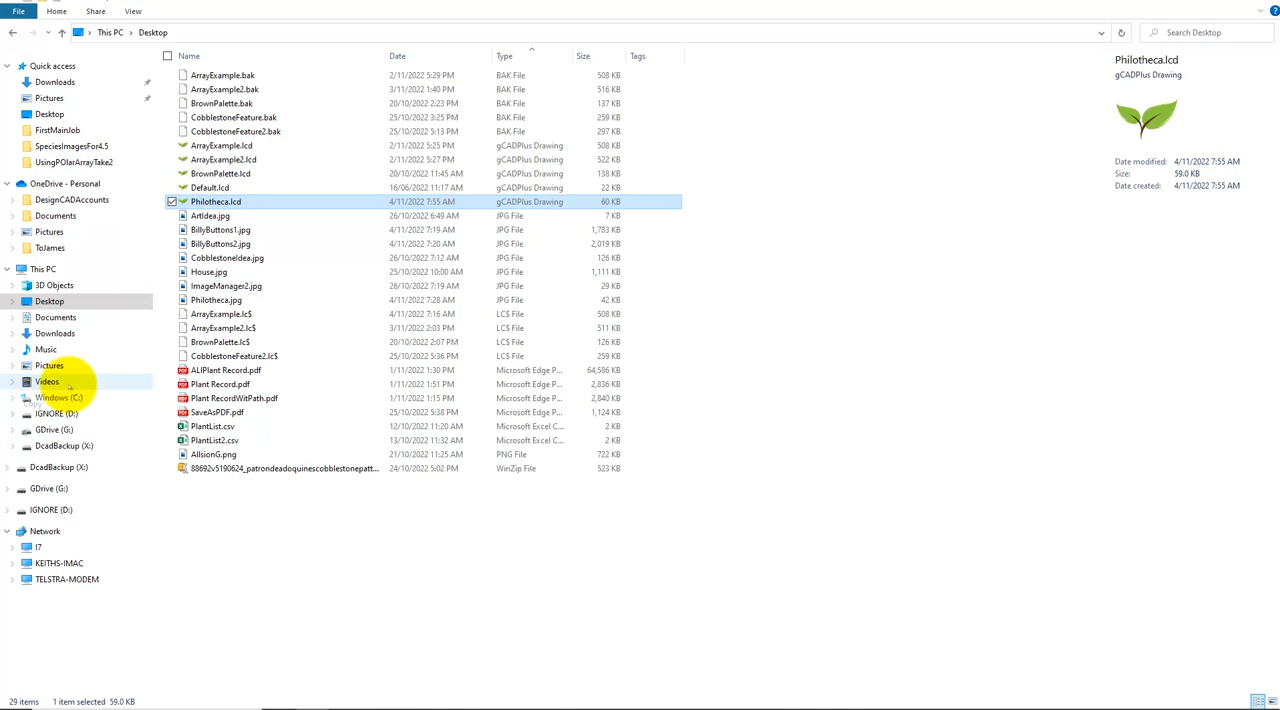 File Home Share View
This PC Desktop
Search Desktop
Name Date Type Size Tags
ArrayExample.bak 2/11/2022 5:29 PM BAK File 508 KB
ArrayExample2.bak 3/11/2022 1:40 PM BAK File 516 KB
BrownPalette.bak 20/10/2022 2:23 PM BAK File 137 KB
CobblestoneFeature.bak 25/10/2022 3:25 PM BAK File 259 KB
CobblestoneFeature2.bak 25/10/2022 5:13 PM BAK File 297 KB
ArrayExample.lcd 2/11/2022 5:25 PM gCADPlus Drawing 508 KB
ArrayExample2.lcd 2/11/2022 5:27 PM gCADPlus Drawing 522 KB
BrownPalette.lcd 20/10/2022 11:45 AM gCADPlus Drawing 138 KB
Default.lcd 16/06/2022 11:17 AM gCADPlus Drawing 22 KB
Philotheca.lcd 4/11/2022 7:55 AM gCADPlus Drawing 60 KB
ArtIdea.jpg 26/10/2022 6:49 AM JPG File 7 KB
BillyButtons1.jpg 4/11/2022 7:19 AM JPG File 1,783 KB
BillyButtons2.jpg 4/11/2022 7:20 AM JPG File 2,019 KB
CobblestoneIdea.jpg 26/10/2022 7:12 AM JPG File 126 KB
House.jpg 25/10/2022 10:00 AM JPG File 1,111 KB
ImageManager2.jpg 26/10/2022 7:19 AM JPG File 29 KB
Philotheca.jpg 4/11/2022 7:28 AM JPG File 42 KB
ArrayExample.lc$ 4/11/2022 7:16 AM LC$ File 508 KB
ArrayExample2.lc$ 3/11/2022 2:03 PM LC$ File 511 KB
BrownPalette.lc$ 20/10/2022 2:07 PM LC$ File 126 KB
CobblestoneFeature2.lc$ 25/10/2022 5:36 PM LC$ File 259 KB
ALIPlant Record.pdf 1/11/2022 1:30 PM Microsoft Edge P... 64,586 KB
Plant Record.pdf 1/11/2022 1:51 PM Microsoft Edge P... 2,836 KB
Plant RecordWitPath.pdf 1/11/2022 1:15 PM Microsoft Edge P... 2,840 KB
SaveAsPDF.pdf 25/10/2022 5:38 PM Microsoft Edge P... 1,124 KB
PlantList.csv 12/10/2022 11:20 AM Microsoft Excel C... 2 KB
PlantList2.csv 13/10/2022 11:32 AM Microsoft Excel C... 2 KB
AllsionG.png 21/10/2022 11:25 AM PNG File 722 KB
88692v5190624_patrondeadoquinescobblestonepatt... 24/10/2022 5:02 PM WinZip File 523 KB
Quick access
Downloads
Pictures
Desktop
FirstMainJob
SpeciesImagesFor4.5
UsingPOlarArrayTake2
OneDrive - Personal
DesignCADAccounts
Documents
Pictures
ToJames
This PC
3D Objects
Desktop
Documents
Downloads
Music
Pictures
Videos
Windows (C:)
Copy
IGNORE (D:)
GDrive (G:)
DcadBackup (X:)
DcadBackup (X:)
GDrive (G:)
IGNORE (D:)
Network
I7
KEITHS-IMAC
TELSTRA-MODEM
Philotheca.lcd
gCADPlus Drawing
Date modified: 4/11/2022 7:55 AM
Size: 59.0 KB
Date created: 4/11/2022 7:55 AM
29 items 1 item selected 59.0 KB